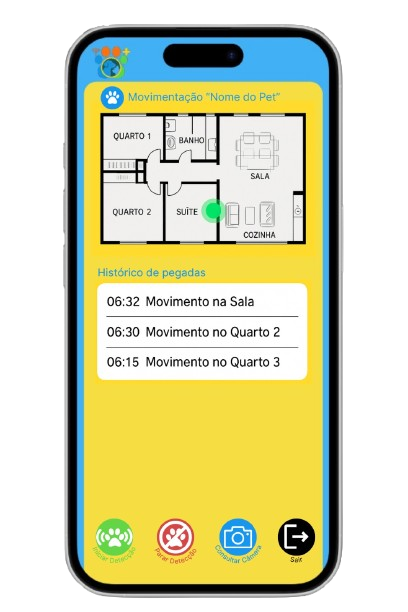 Movimentação "Nome do Pet"
QUARTO 1
BANHO
SALA
QUARTO 2
SUÍTE
COZINHA
Histórico de pegadas
06:32 Movimento na Sala
06:30 Movimento no Quarto 2
06:15 Movimento no Quarto 3
Iniciar Detecção
Parar Detecção
Consultar Câmera
Sair